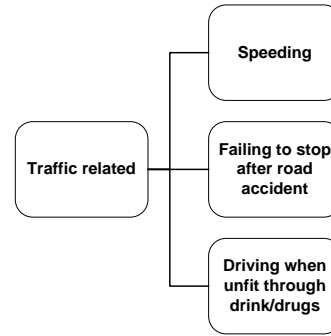 Speeding
Traffic related
Failing to stop
after road
accident
Driving when
unfit through
drink/drugs